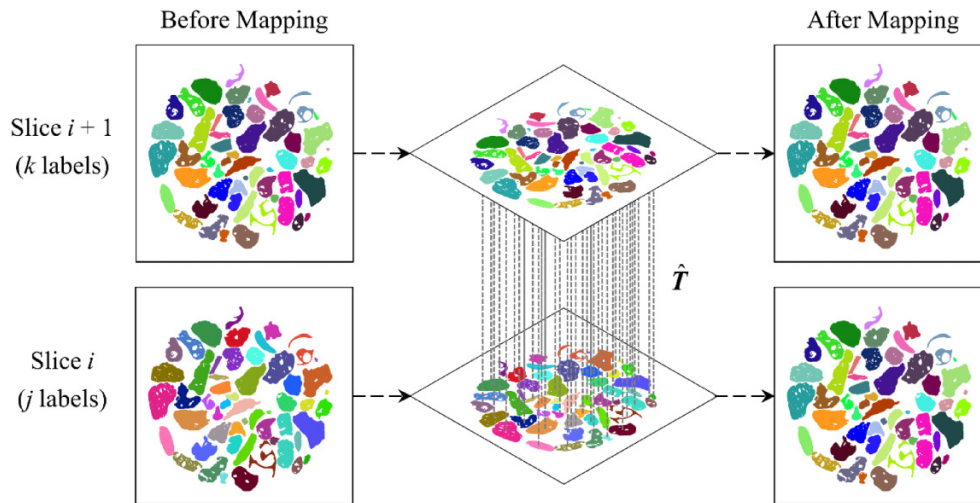 Before Mapping
After Mapping
Slice i + 1
(k labels)
T̂
Slice i
(j labels)